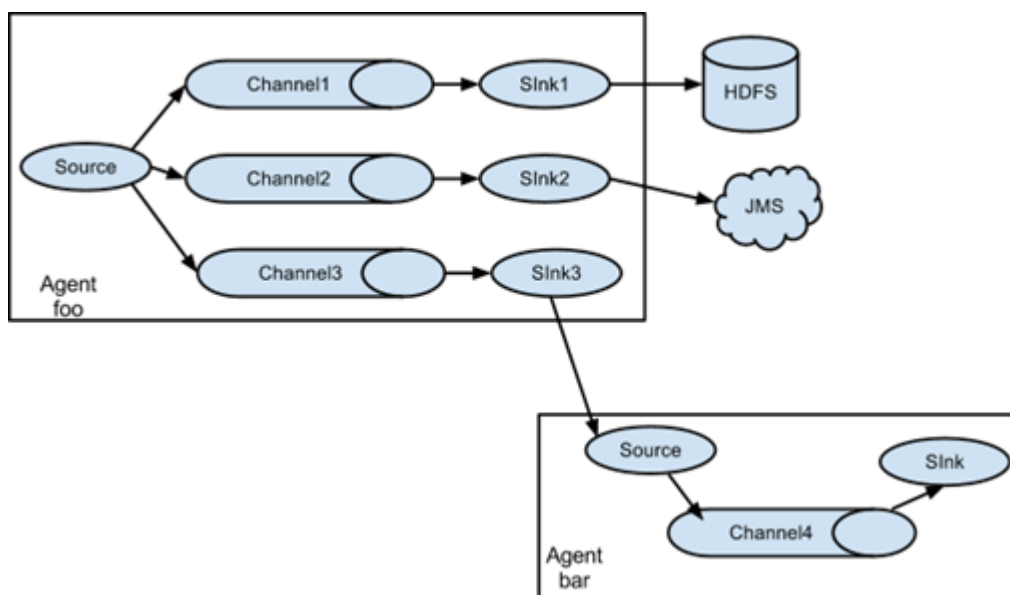 Channel1
SInk1
HDFS
Source
Channel2
SInk2
JMS
Channel3
SInk3
Agent
foo
Source
SInk
Channel4
Agent
bar